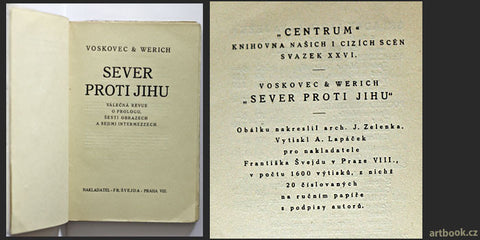 VOSKOVEC & WERICH
SEVER
PROTI JIHU
VÁLEČNÁ REVUE
O PROLOGU,
ŠESTI OBRAZECH
A SEDMI INTERMEZZECH
NAKLADATEL - FR. ŠVEJDA - PRAHA VIII.
„CENTRUM“
KNIHOVNA NAŠICH I CIZÍCH SCÉN
SVAZEK XXVI.
VOSKOVEC & WERICH
„SEVER PROTI JIHU“
Obálku nakreslil arch. J. Zelenka.
Vytiskl A. Lapáček
pro nakladatele
Františka Švejdu v Praze VIII.,
v počtu 1600 výtisků, z nichž
20 číslovaných
na ručním papíře
s podpisy autorů.
artbook.cz